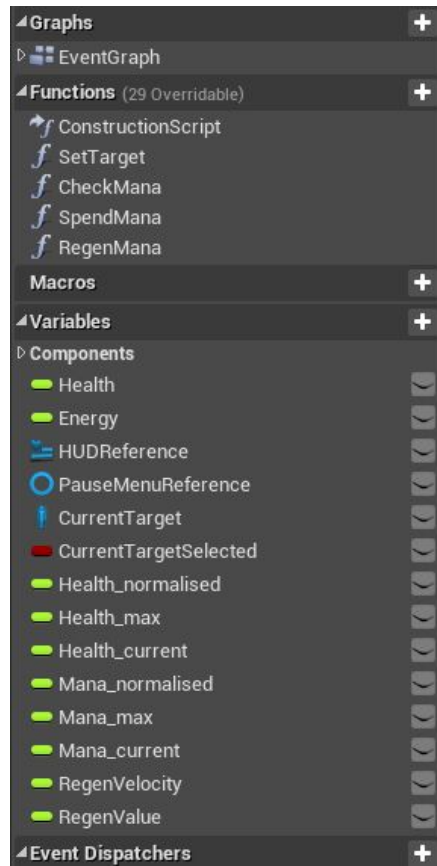 Graphs
EventGraph
Functions (29 Overridable)
ConstructionScript
SetTarget
CheckMana
SpendMana
RegenMana
Macros
Variables
Components
Health
Energy
HUDReference
PauseMenuReference
CurrentTarget
CurrentTargetSelected
Health_normalised
Health_max
Health_current
Mana_normalised
Mana_max
Mana_current
RegenVelocity
RegenValue
Event Dispatchers